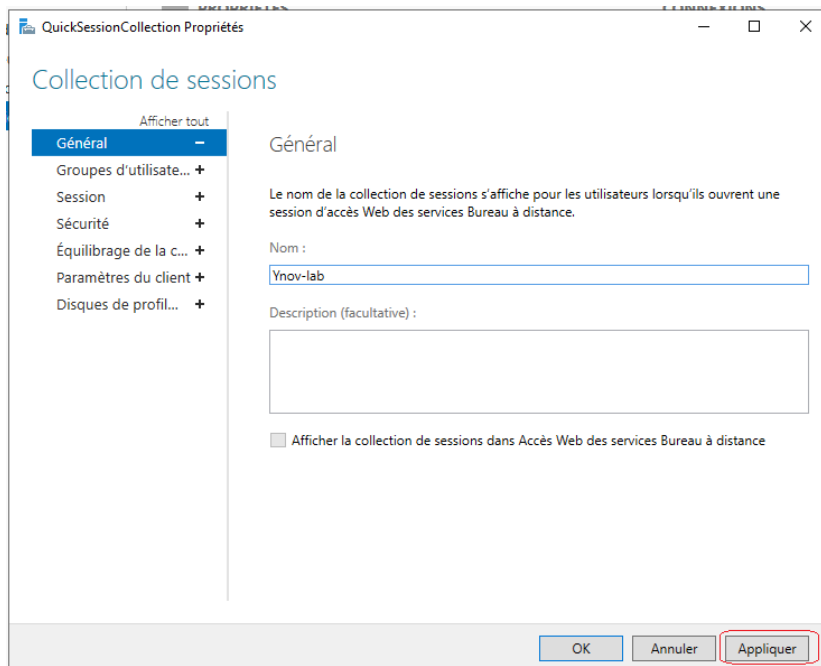 PROPRIÉTÉS
CONNEXIONS
QuickSessionCollection Propriétés
Collection de sessions
Afficher tout
Général
Groupes d'utilisate...
Session
Sécurité
Équilibrage de la c...
Paramètres du client
Disques de profil...
Général
Le nom de la collection de sessions s'affiche pour les utilisateurs lorsqu'ils ouvrent une
session d'accès Web des services Bureau à distance.
Nom :
Ynov-lab
Description (facultative) :
Afficher la collection de sessions dans Accès Web des services Bureau à distance
OK
Annuler
Appliquer